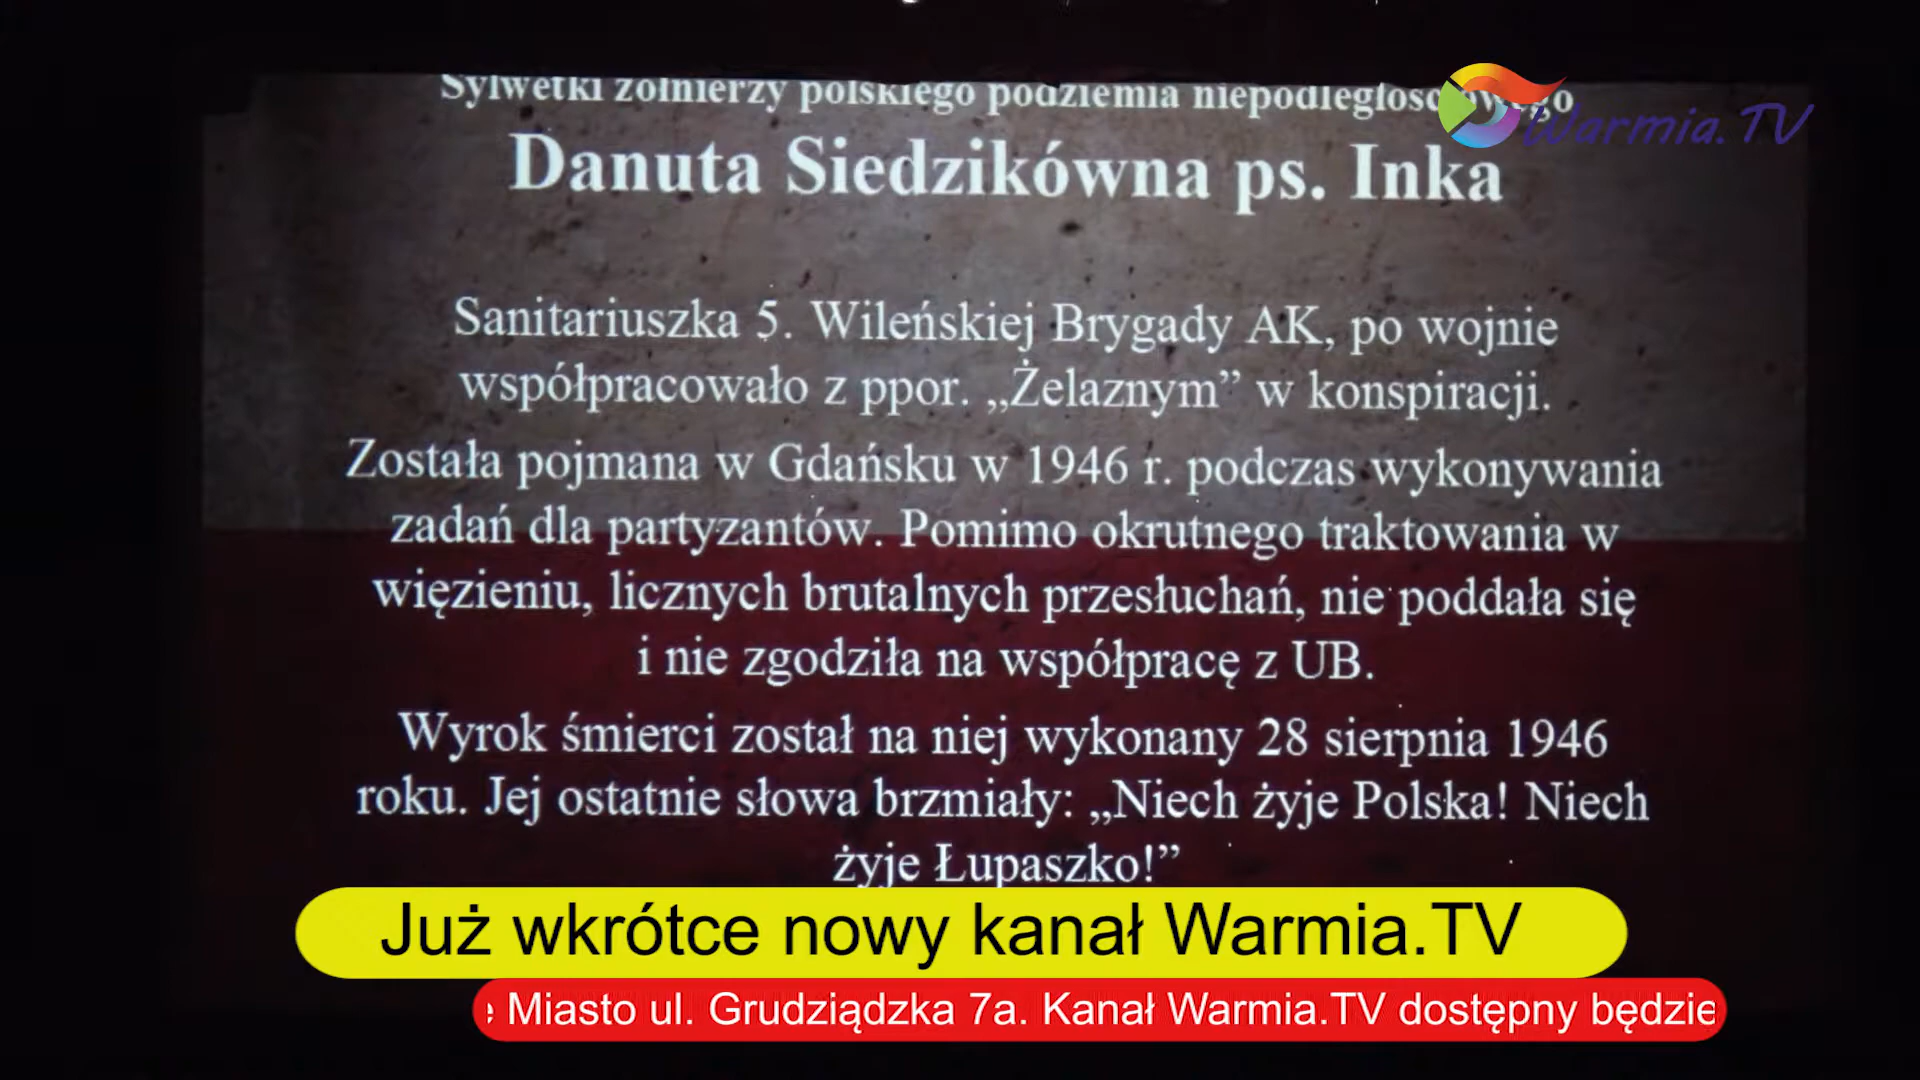 Sylwetki żołnierzy polskiego podziemia niepodległościowego
Warmia.TV
Danuta Siedzikówna ps. Inka
Sanitariuszka 5. Wileńskiej Brygady AK, po wojnie
współpracowało z ppor. „Żelaznym” w konspiracji.
Została pojmana w Gdańsku w 1946 r. podczas wykonywania
zadań dla partyzantów. Pomimo okrutnego traktowania w
więzieniu, licznych brutalnych przesłuchań, nie poddała się
i nie zgodziła na współpracę z UB.
Wyrok śmierci został na niej wykonany 28 sierpnia 1946
roku. Jej ostatnie słowa brzmiały: „Niech żyje Polska! Niech
żyje Łupaszko!”
Już wkrótce nowy kanał Warmia.TV
Miasto ul. Grudziądzka 7a. Kanał Warmia.TV dostępny będzie